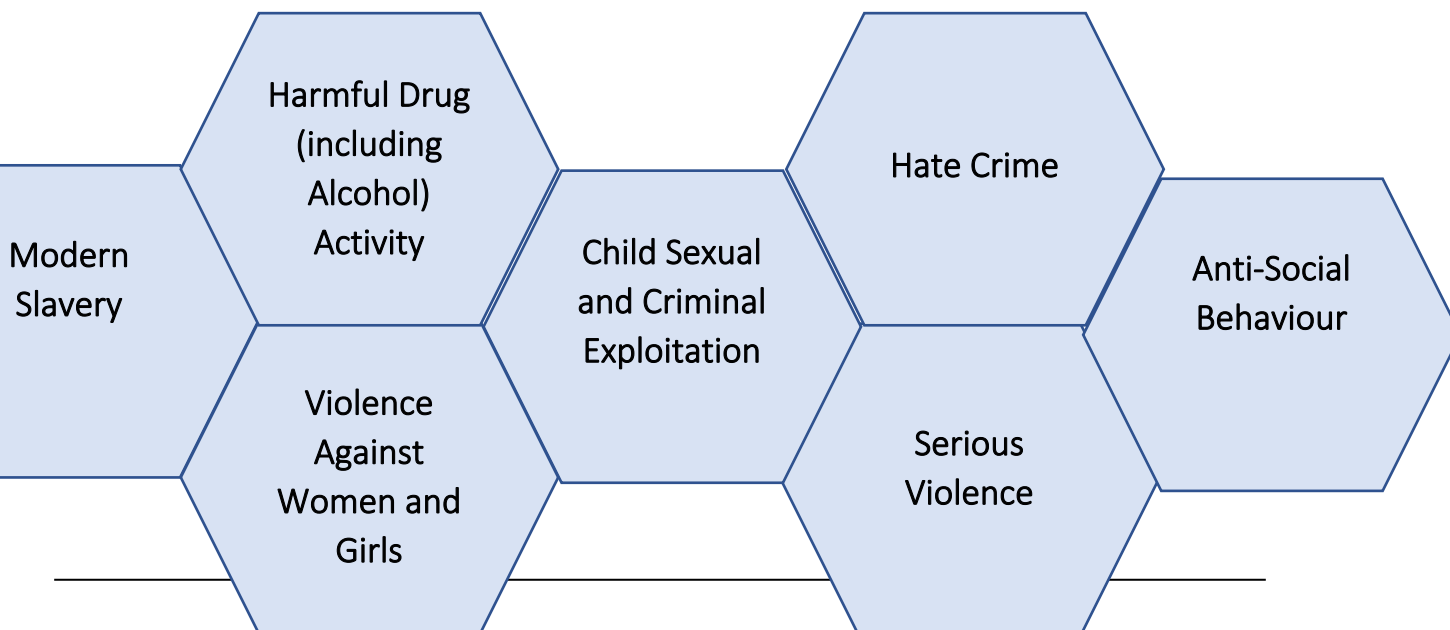 Harmful Drug
(including
Alcohol)
Activity
Hate Crime
Modern
Slavery
Child Sexual
and Criminal
Exploitation
Anti-Social
Behaviour
Violence
Against
Women and
Girls
Serious
Violence